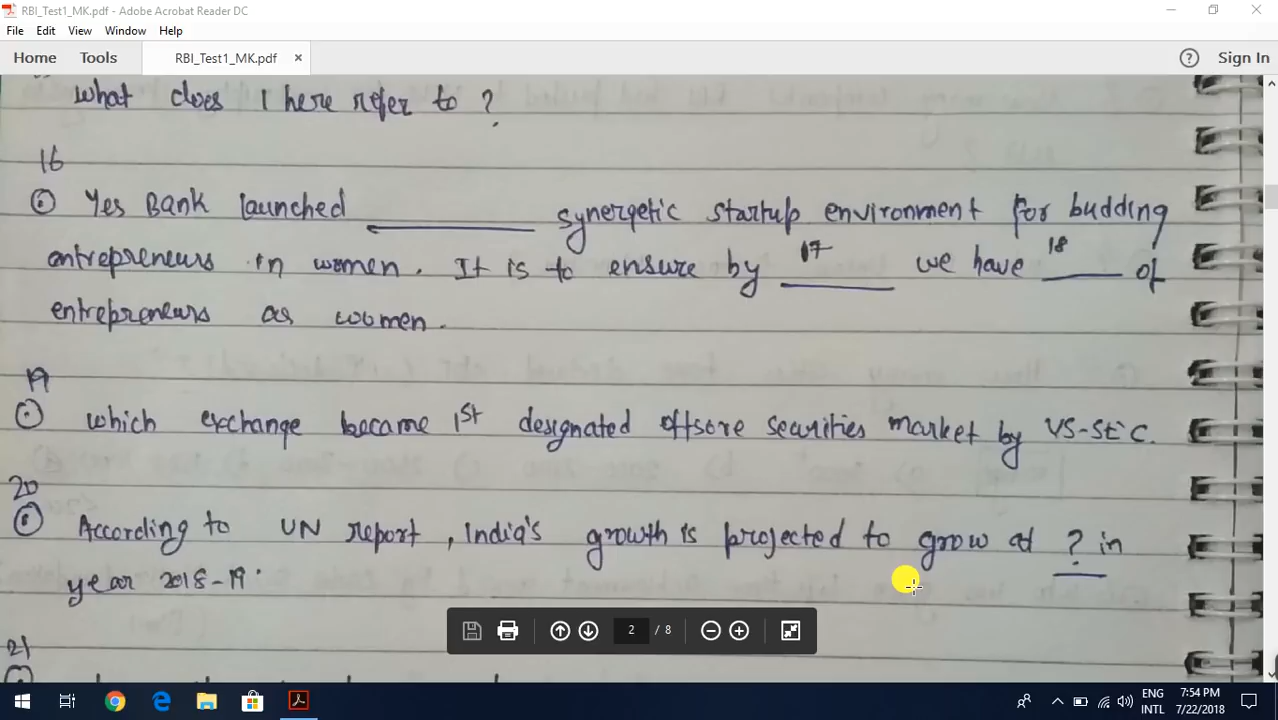 RBI_Test1_MK.pdf - Adobe Acrobat Reader DC
File Edit View Window Help
Home Tools RBI_Test1_MK.pdf × Sign In
What does 1 here refer to ?
16
Yes Bank launched ________ synergetic startup environment for budding
entrepreneurs in women. It is to ensure by 17 ____ we have 18 ____ of
entrepreneurs as women.
19
which exchange became 1st designated offsore securities market by US-SEC.
20
According to UN report, India's growth is projected to grow at ? in
year 2018-19.
21
2 / 8
ENG 7:54 PM
INTL 7/22/2018